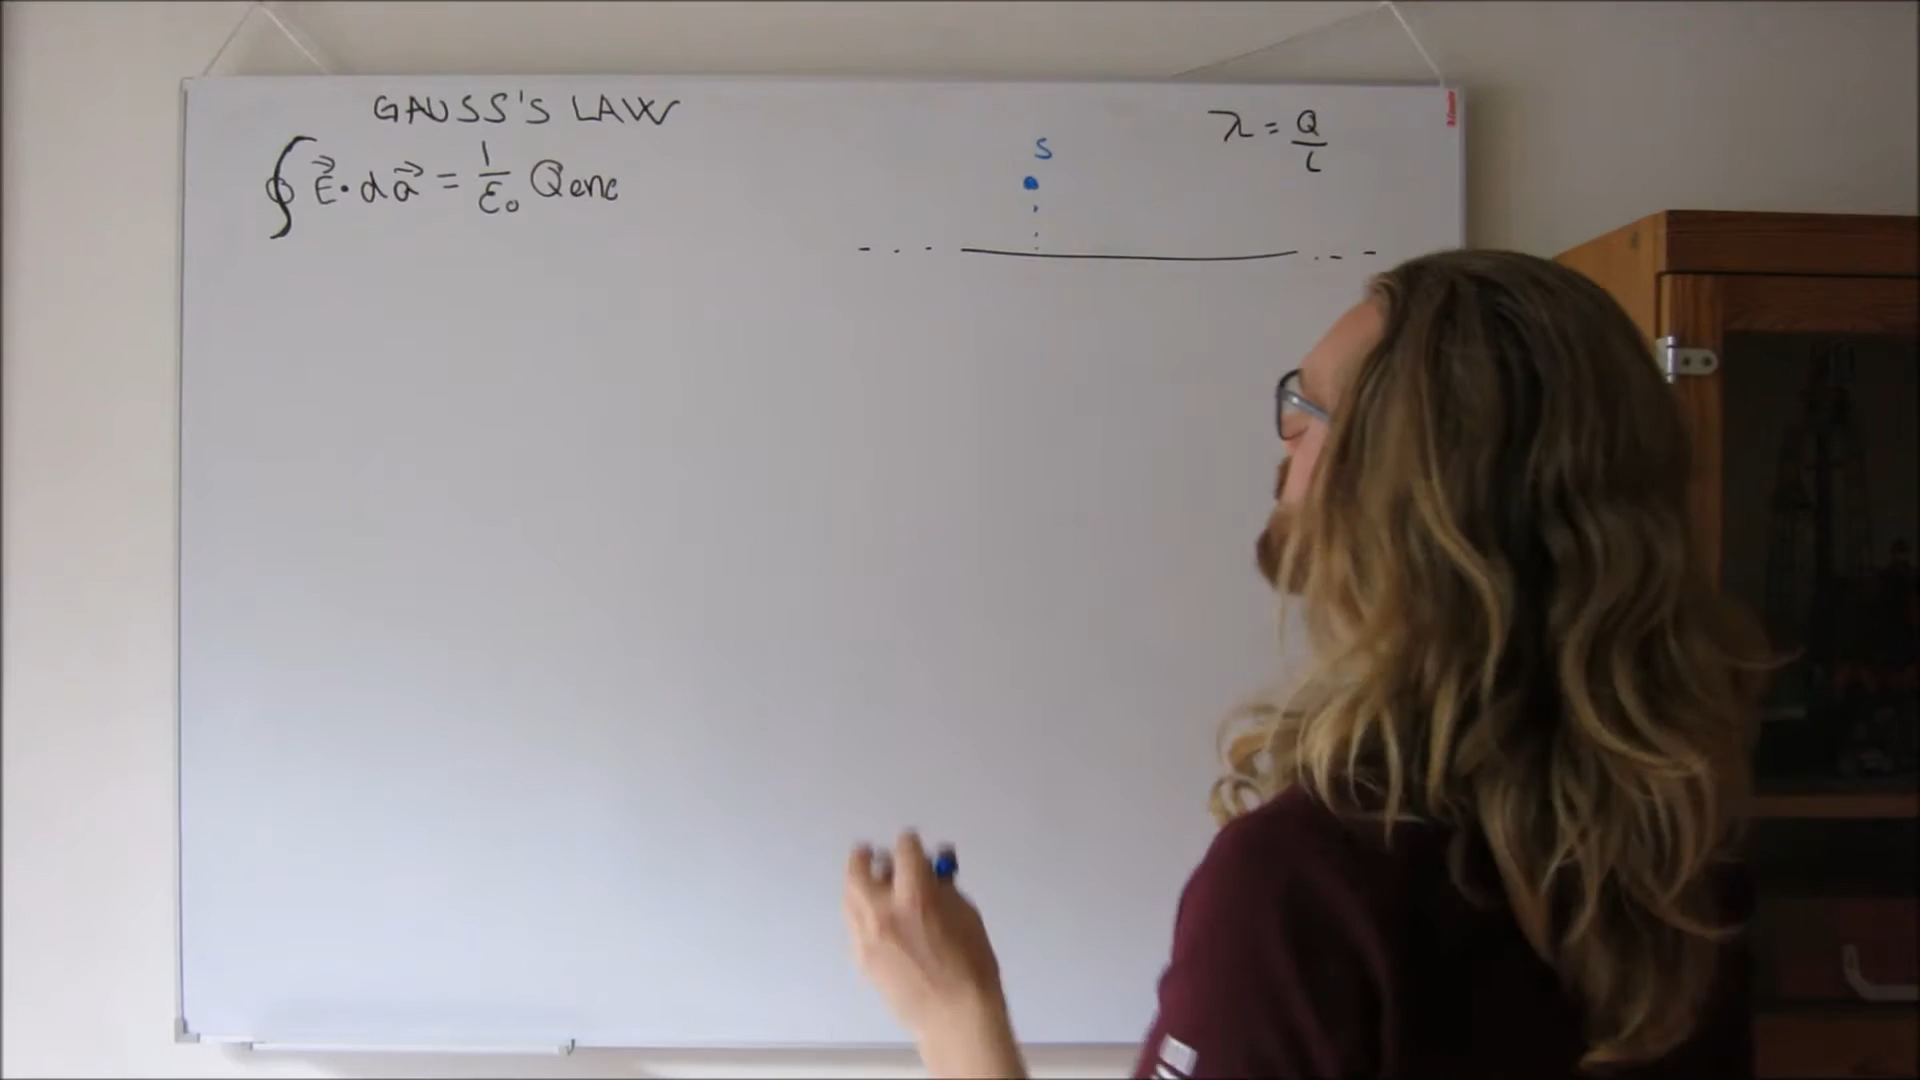 GAUSS'S LAW
∮ E⃗ · da⃗ = 1/ε₀ Qenc
S
λ = Q/L